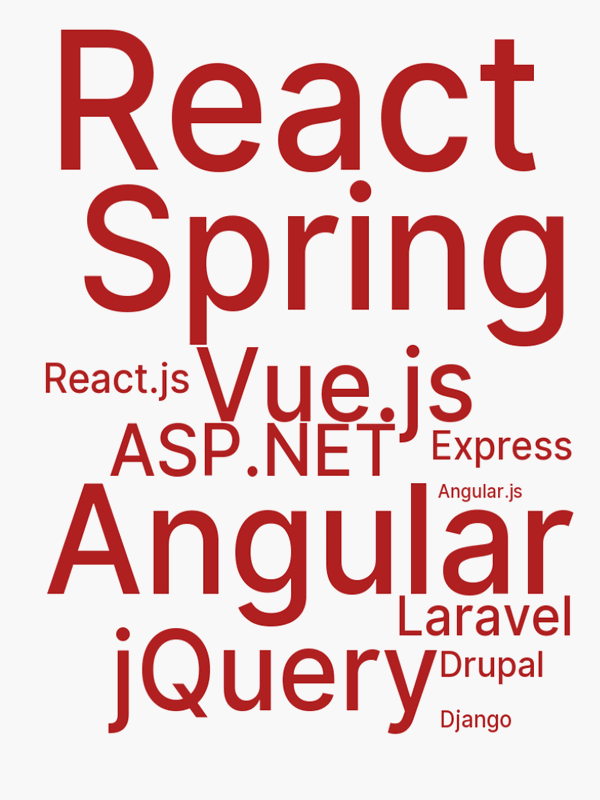 React
Spring
React.js
Vue.js
ASP.NET
Express
Angular.js
Angular
Laravel
jQuery
Drupal
Django